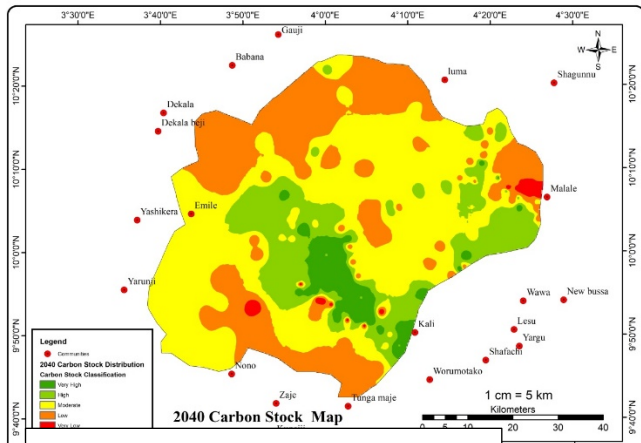 3°30'0"E 3°40'0"E 3°50'0"E 4°0'0"E 4°10'0"E 4°20'0"E 4°30'0"E
Gauji
N
W E
S
Babana
Iuma
Shagunnu
10°20'0"N 10°20'0"N
Dekala
Dekala beji
10°10'0"N 10°10'0"N
Malale
Yashikera
Emile
10°0'0"N 10°0'0"N
Yarunji
Wawa
New bussa
9°50'0"N 9°50'0"N
Kali
Lesu
Yargu
Shafachi
Nono
Worumotako
Zajc
Tunga maje
Legend
Communities
2040 Carbon Stock Distribution
Carbon Stock Classification
Very High
High
Moderate
Low
Very Low
2040 Carbon Stock Map
1 cm = 5 km
Kilometers
0 5 10 20 30 40
9°40'0"N 9°40'0"N